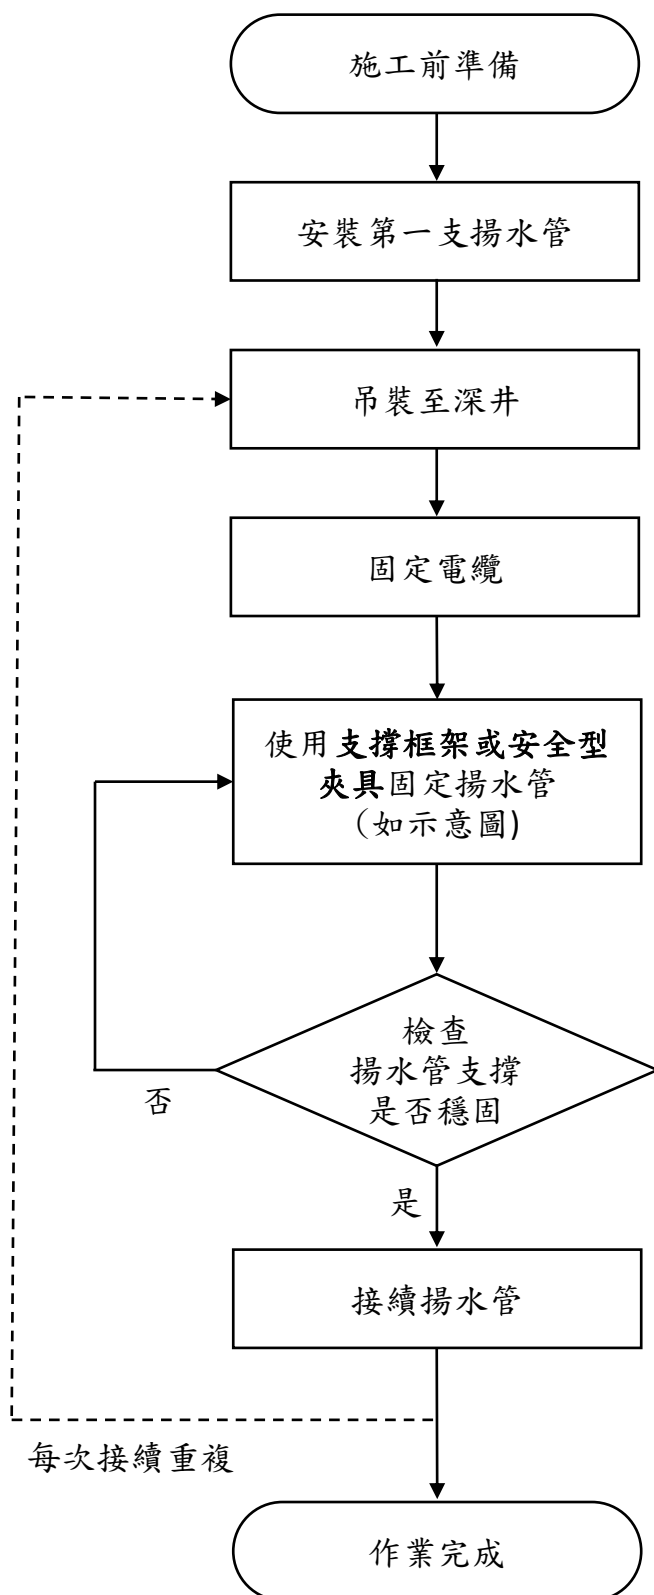 施工前準備
安裝第一支揚水管
吊裝至深井
固定電纜
使用支撐框架或安全型
夾具固定揚水管
（如示意圖)
檢查
揚水管支撐
是否穩固
否
是
接續揚水管
每次接續重複
作業完成